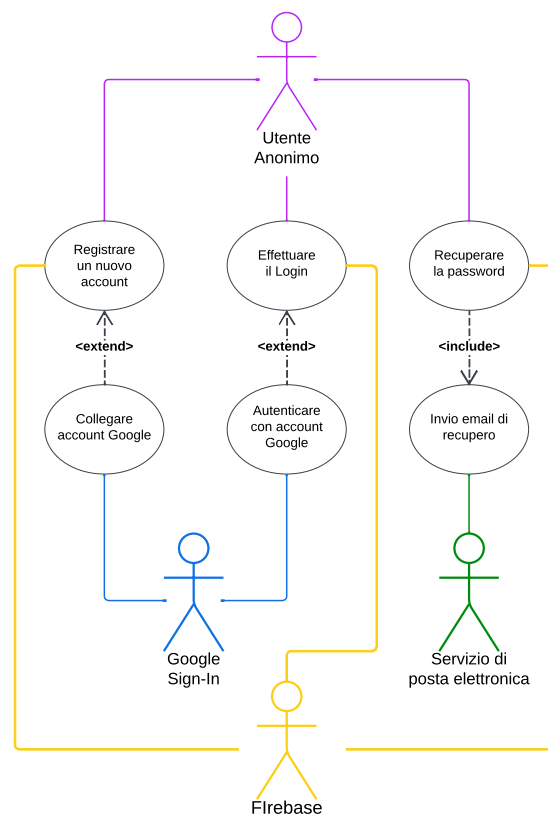 Utente
Anonimo
Registrare
un nuovo
account
Effettuare
il Login
Recuperare
la password
<extend>
<extend>
<include>
Collegare
account Google
Autenticare
con account
Google
Invio email di
recupero
Google
Sign-In
Servizio di
posta elettronica
FIrebase